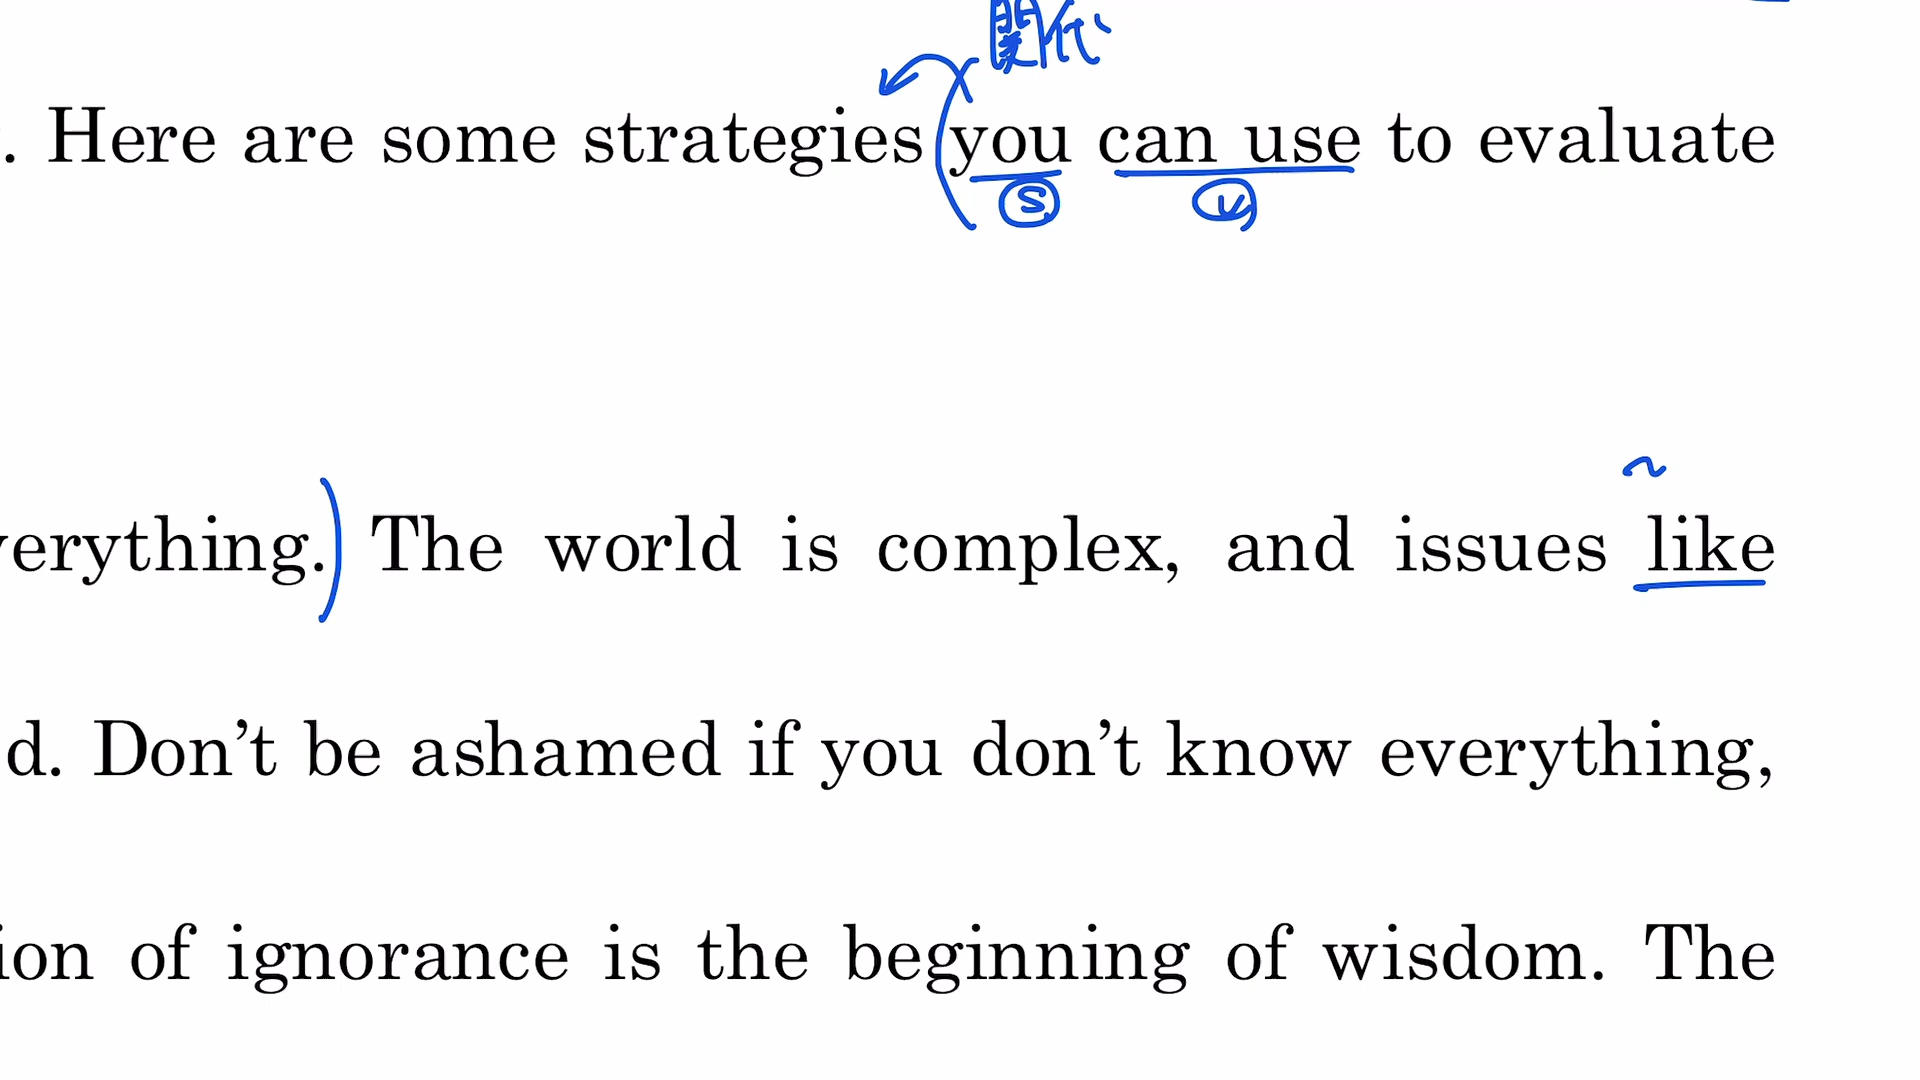 関代
. Here are some strategies (you can use to evaluate
S V
~
verything.) The world is complex, and issues like
d. Don't be ashamed if you don't know everything,
ion of ignorance is the beginning of wisdom. The